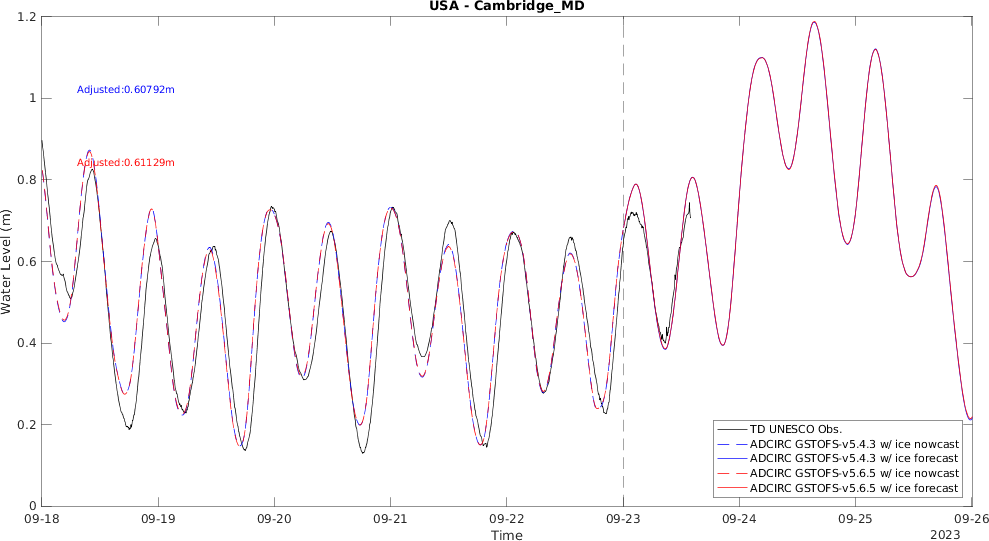 USA - Cambridge_MD
1.2
1
0.8
0.6
0.4
0.2
0
Water Level (m)
Adjusted:0.60792m
Adjusted:0.61129m
TD UNESCO Obs.
ADCIRC GSTOFS-v5.4.3 w/ ice nowcast
ADCIRC GSTOFS-v5.4.3 w/ ice forecast
ADCIRC GSTOFS-v5.6.5 w/ ice nowcast
ADCIRC GSTOFS-v5.6.5 w/ ice forecast
09-18 09-19 09-20 09-21 09-22 09-23 09-24 09-25 09-26
Time
2023